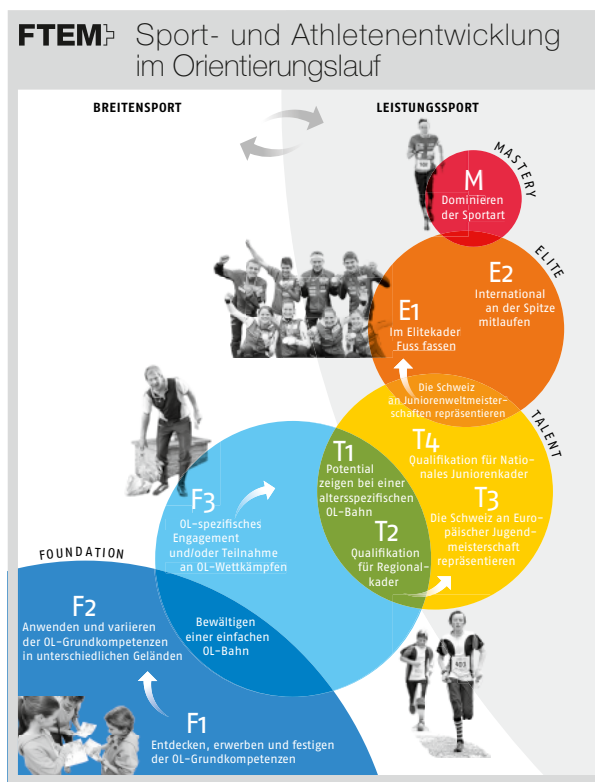 FTEM Sport- und Athletenentwicklung
im Orientierungslauf
BREITENSPORT
LEISTUNGSSPORT
MASTERY
M
Dominieren
der Sportart
ELITE
E2
International
an der Spitze
mitlaufen
E1
Im Elitekader
Fuss fassen
Die Schweiz
an Juniorenweltmeister-
schaften repräsentieren
TALENT
T4
Qualifikation für Natio-
nales Juniorenkader
T3
Die Schweiz an Euro-
päischer Jugend-
meisterschaft
repräsentieren
T1
Potential
zeigen bei einer
altersspezifischen
OL-Bahn
T2
Qualifikation
für Regional-
kader
F3
OL-spezifisches
Engagement
und/oder Teilnahme
an OL-Wettkämpfen
FOUNDATION
F2
Anwenden und variieren
der OL-Grundkompetenzen
in unterschiedlichen Geländen
Bewältigen
einer einfachen
OL-Bahn
F1
Entdecken, erwerben und festigen
der OL-Grundkompetenzen
403